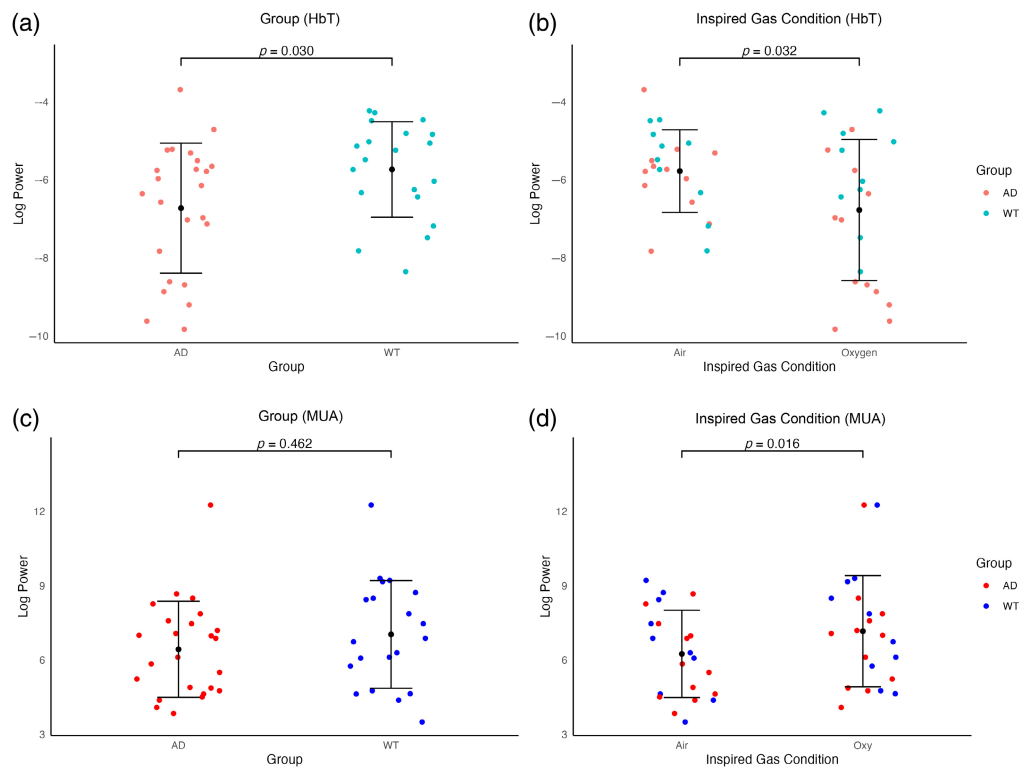 (a)
Group (HbT)
p = 0.030
Log Power
−4
−6
−8
−10
AD
WT
Group
(b)
Inspired Gas Condition (HbT)
p = 0.032
Log Power
−4
−6
−8
−10
Air
Oxygen
Inspired Gas Condition
Group
AD
WT
(c)
Group (MUA)
p = 0.462
Log Power
12
9
6
3
AD
WT
Group
(d)
Inspired Gas Condition (MUA)
p = 0.016
Log Power
12
9
6
3
Air
Oxy
Inspired Gas Condition
Group
AD
WT